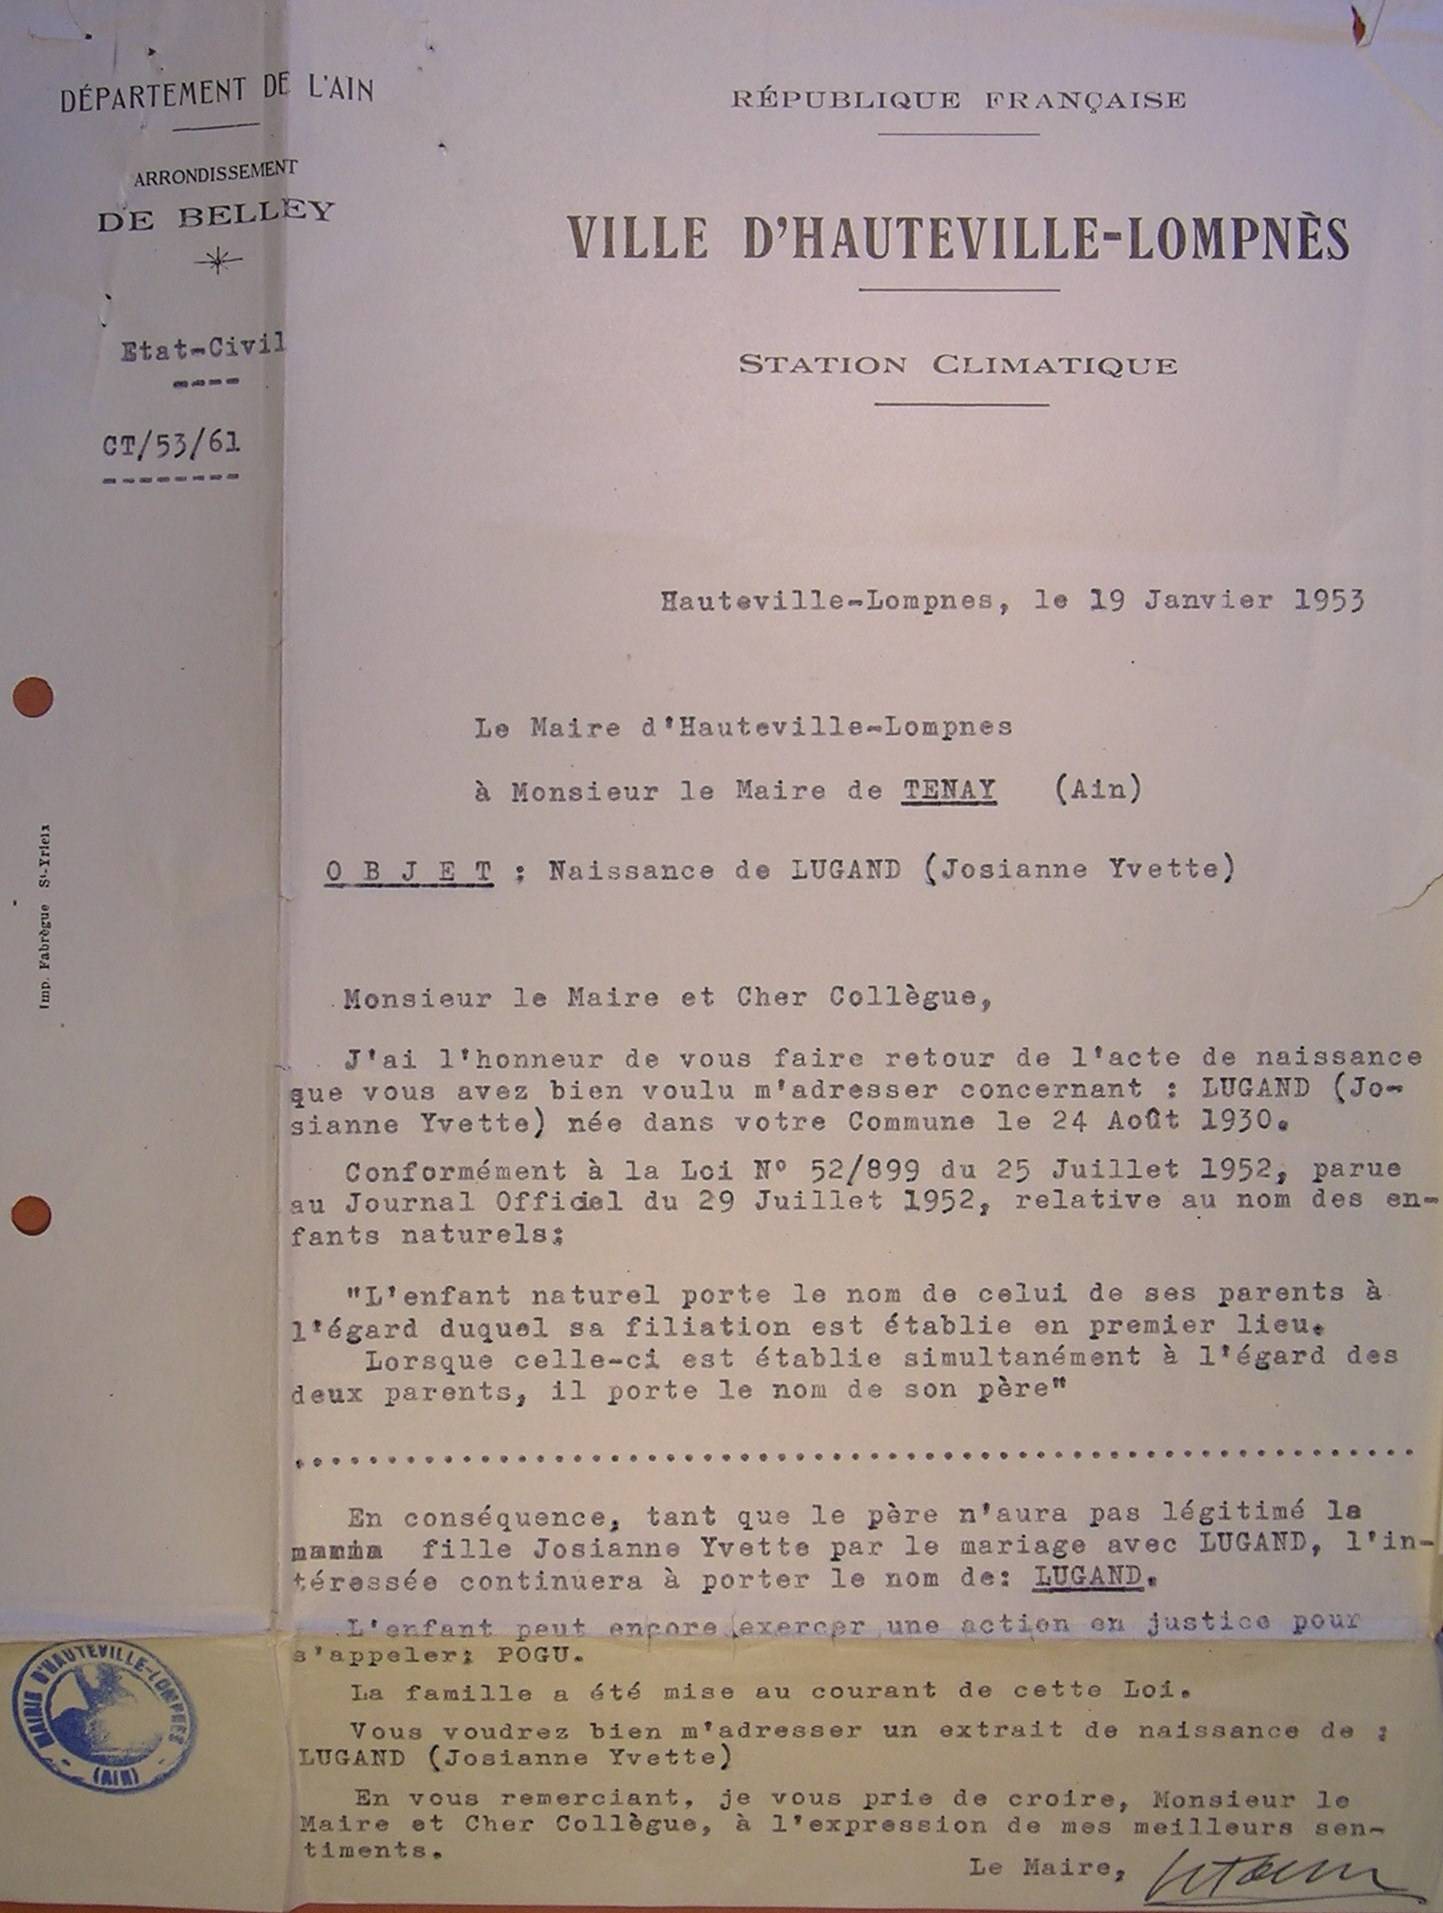 DÉPARTEMENT DE L'AIN
ARRONDISSEMENT
DE BELLEY
Etat-Civil
----
CT/53/61
--------
RÉPUBLIQUE FRANÇAISE
VILLE D'HAUTEVILLE-LOMPNÈS
STATION CLIMATIQUE
Hauteville-Lompnes, le 19 Janvier 1953
Le Maire d'Hauteville-Lompnes
à Monsieur le Maire de TENAY (Ain)
O B J E T : Naissance de LUGAND (Josianne Yvette)
Imp. Fabrègue St-Yrieix
Monsieur le Maire et Cher Collègue,
J'ai l'honneur de vous faire retour de l'acte de naissance
que vous avez bien voulu m'adresser concernant : LUGAND (Jo-
sianne Yvette) née dans votre Commune le 24 Août 1930.
Conformément à la Loi N° 52/899 du 25 Juillet 1952, parue
au Journal Officiel du 29 Juillet 1952, relative au nom des en-
fants naturels:
"L'enfant naturel porte le nom de celui de ses parents à
l'égard duquel sa filiation est établie en premier lieu.
Lorsque celle-ci est établie simultanément à l'égard des
deux parents, il porte le nom de son père"
.............................................................
En conséquence, tant que le père n'aura pas légitimé la
fille Josianne Yvette par le mariage avec LUGAND, l'in-
téressée continuera à porter le nom de: LUGAND.
L'enfant peut encore exercer une action en justice pour
s'appeler: POGU.
La famille a été mise au courant de cette Loi.
Vous voudrez bien m'adresser un extrait de naissance de :
LUGAND (Josianne Yvette)
En vous remerciant, je vous prie de croire, Monsieur le
Maire et Cher Collègue, à l'expression de mes meilleurs sen-
timents.
Le Maire,
MAIRIE D'HAUTEVILLE-LOMPNES
(AIN)